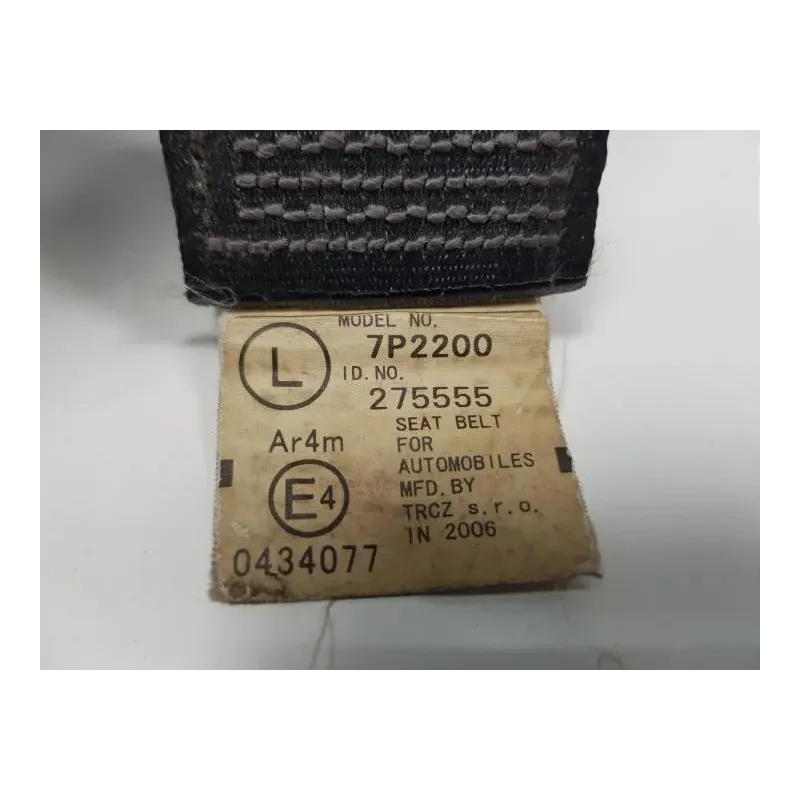 MODEL NO.
L
7P2200
ID.NO.
275555
Ar4m
SEAT BELT
FOR
AUTOMOBILES
E4
MFD.BY
TRCZ s.r.o.
IN 2006
0434077